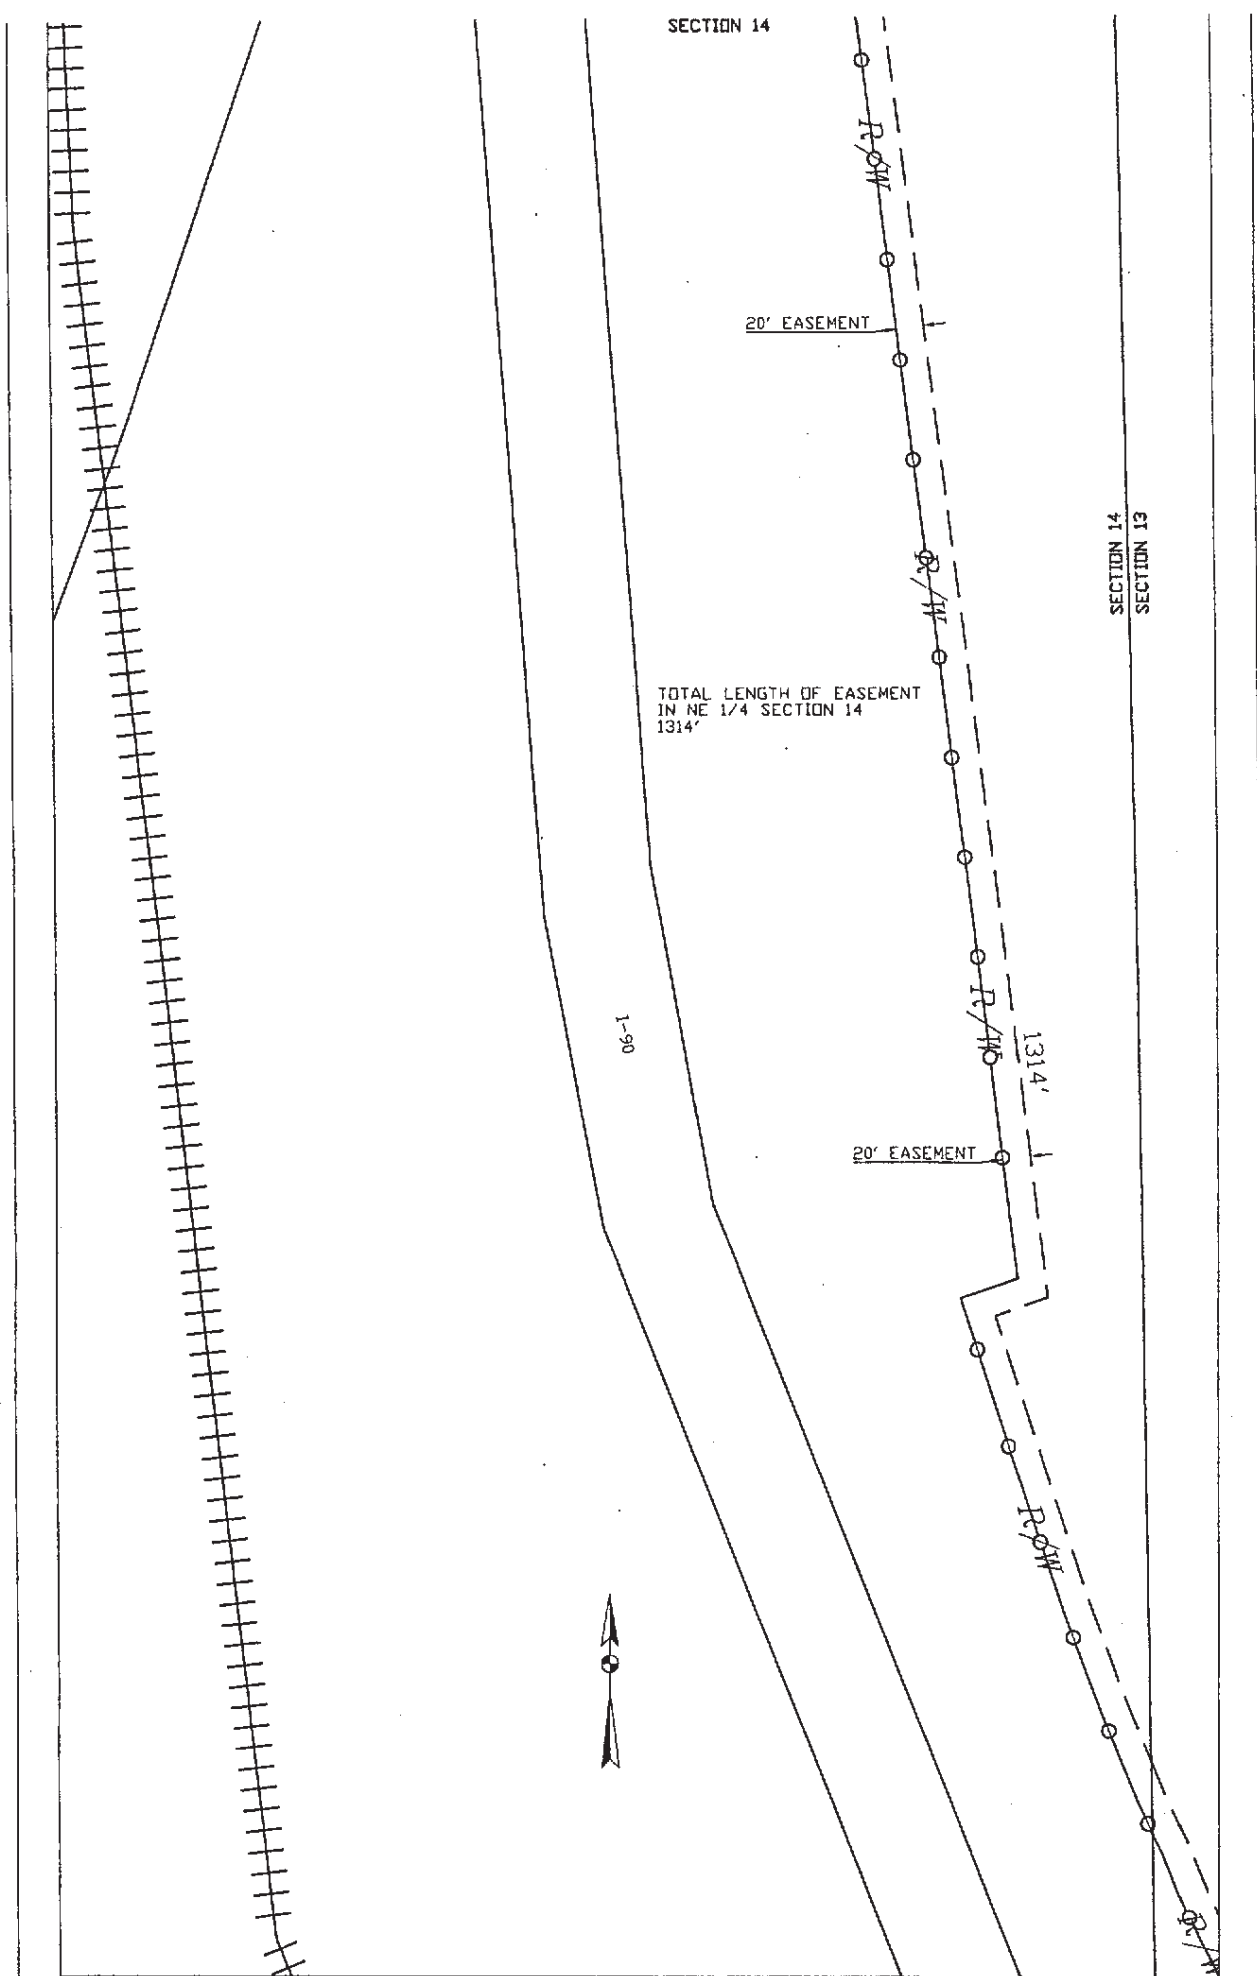 SECTION 14
R/W
20' EASEMENT
SECTION 14
SECTION 13
R/W
TOTAL LENGTH OF EASEMENT
IN NE 1/4 SECTION 14
1314'
R/W
I-90
1314'
20' EASEMENT
R/W
R/W